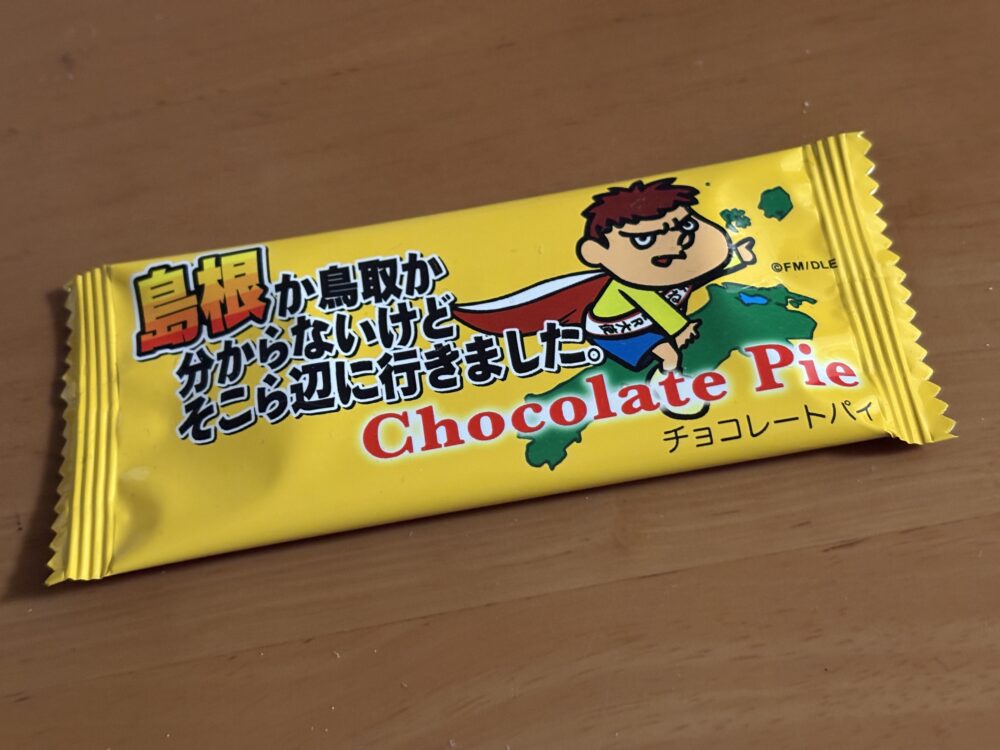 島根か鳥取か
分からないけど
そこら辺に行きました。
©FM/DLE
Chocolate Pie
チョコレートパイ